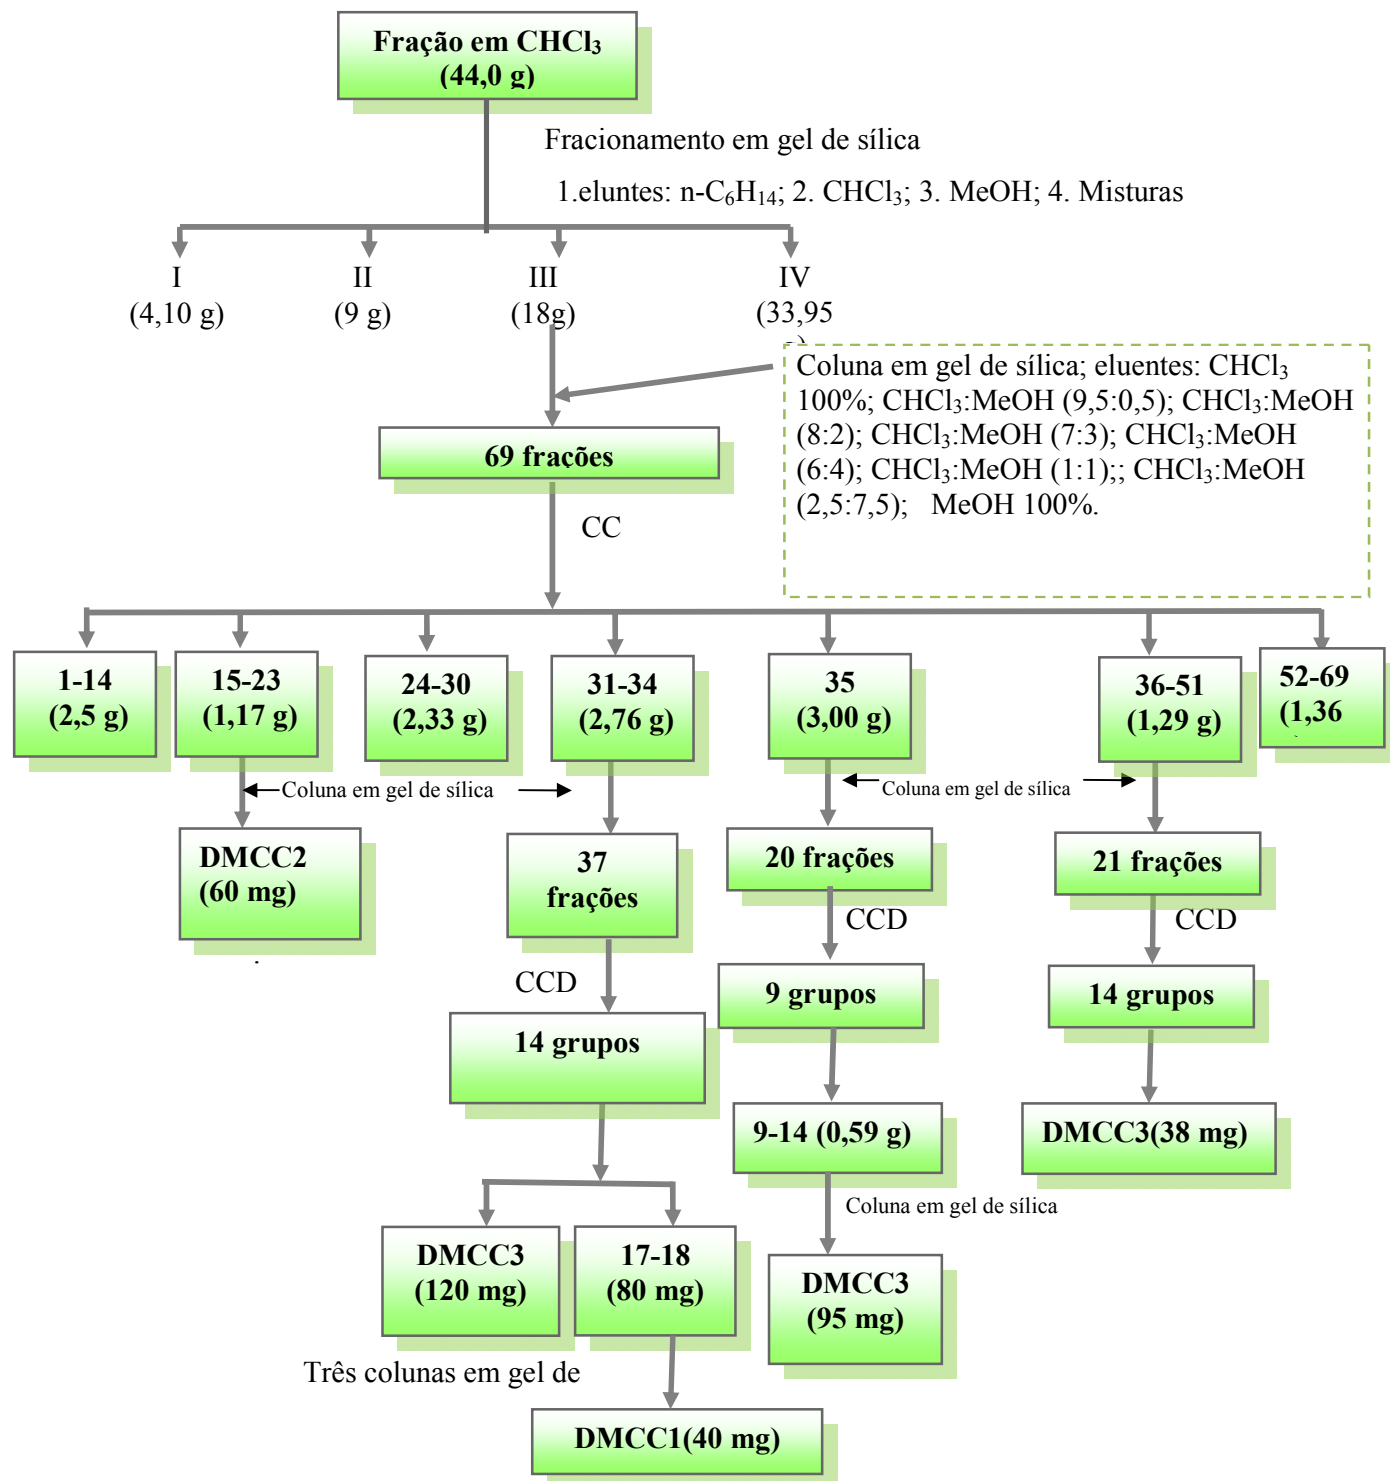 Fração em CHCl₃
(44,0 g)
Fracionamento em gel de sílica
1.eluntes: n-C₆H₁₄; 2. CHCl₃; 3. MeOH; 4. Misturas
I
(4,10 g)
II
(9 g)
III
(18g)
IV
(33,95
Coluna em gel de sílica; eluentes: CHCl₃
100%; CHCl₃:MeOH (9,5:0,5); CHCl₃:MeOH
(8:2); CHCl₃:MeOH (7:3); CHCl₃:MeOH
(6:4); CHCl₃:MeOH (1:1);; CHCl₃:MeOH
(2,5:7,5); MeOH 100%.
69 frações
CC
1-14
(2,5 g)
15-23
(1,17 g)
24-30
(2,33 g)
31-34
(2,76 g)
35
(3,00 g)
36-51
(1,29 g)
52-69
(1,36
Coluna em gel de sílica
Coluna em gel de sílica
DMCC2
(60 mg)
37
frações
20 frações
21 frações
CCD
CCD
CCD
14 grupos
9 grupos
14 grupos
9-14 (0,59 g)
DMCC3(38 mg)
Coluna em gel de sílica
DMCC3
(120 mg)
17-18
(80 mg)
DMCC3
(95 mg)
Três colunas em gel de
DMCC1(40 mg)